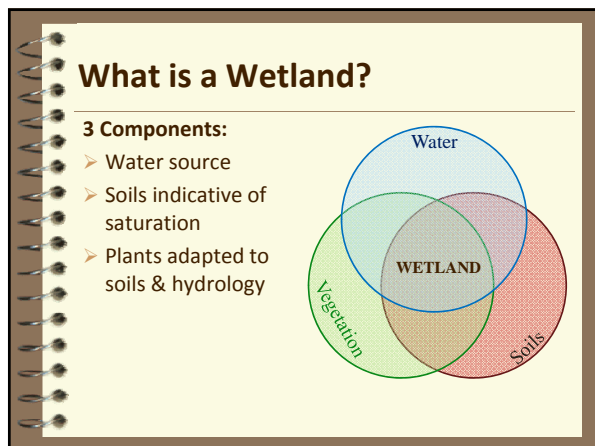 What is a Wetland?
3 Components:
➢ Water source
➢ Soils indicative of
saturation
➢ Plants adapted to
soils & hydrology
Water
WETLAND
Vegetation
Soils